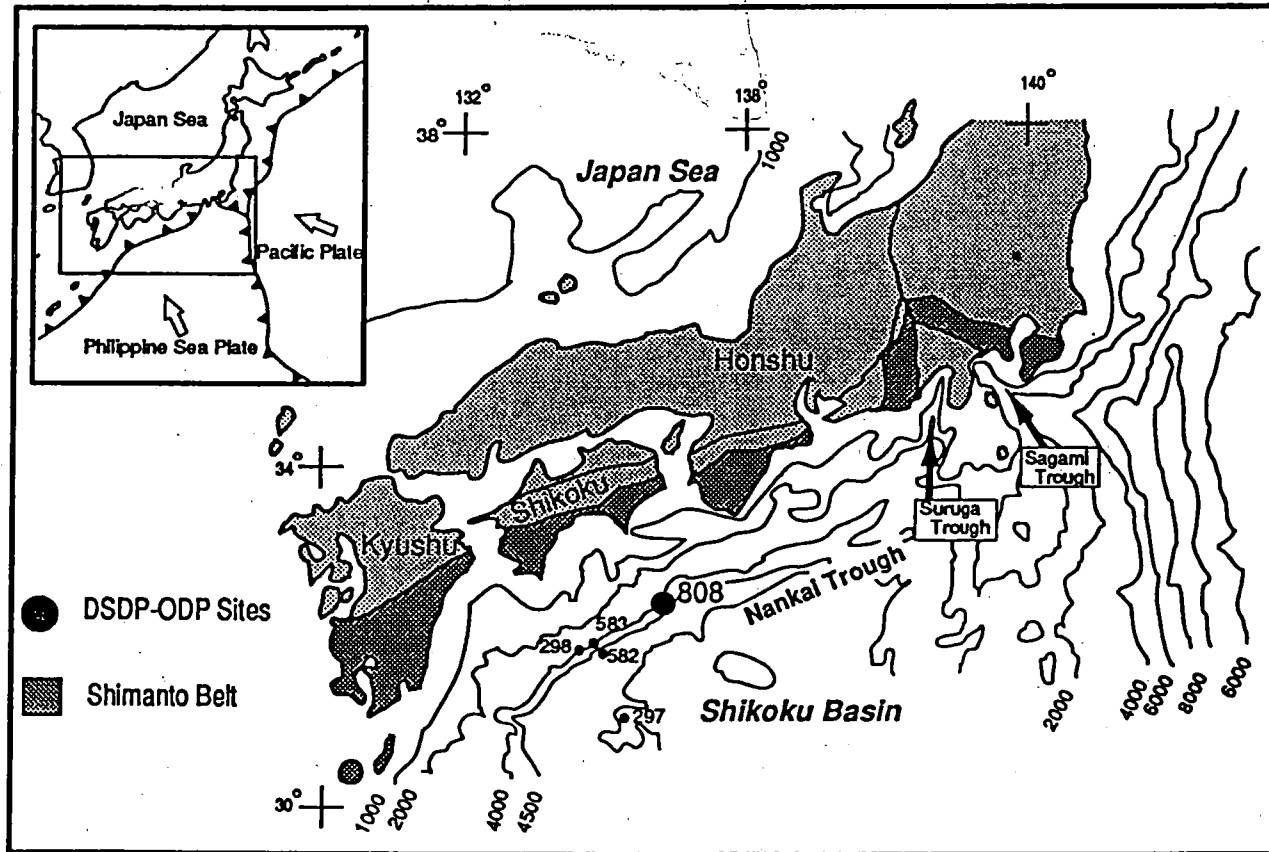 Japan Sea
Pacific Plate
Philippine Sea Plate
132°
38°
138°
1000
140°
Japan Sea
Honshu
34°
Shikoku
Kyushu
Sagami
Trough
Suruga
Trough
808
Nankai Trough
583
298
582
297
Shikoku Basin
DSDP-ODP Sites
Shimanto Belt
30°
1000
2000
4000
4500
2000
4000
6000
8000
6000